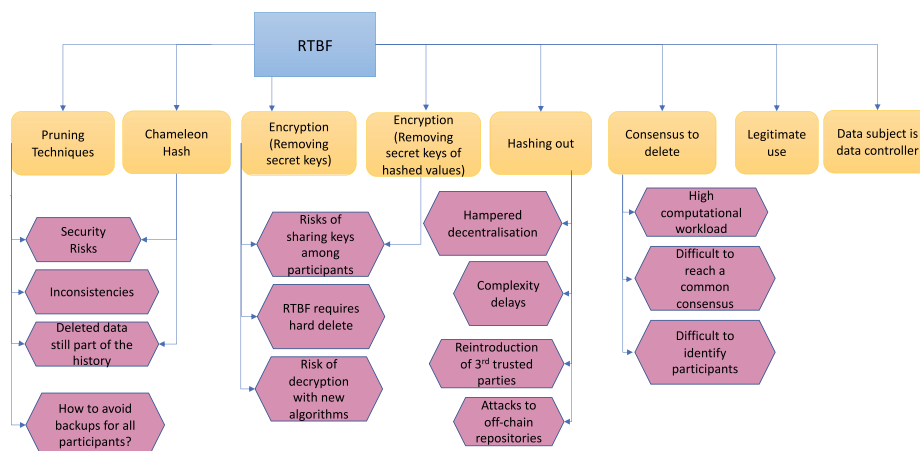 RTBF
Pruning
Techniques
Chameleon
Hash
Encryption
(Removing
secret keys)
Encryption
(Removing
secret keys of
hashed values)
Hashing out
Consensus to
delete
Legitimate
use
Data subject is
data controller
Security
Risks
Inconsistencies
Deleted data
still part of the
history
How to avoid
backups for all
participants?
Risks of
sharing keys
among
participants
RTBF requires
hard delete
Risk of
decryption
with new
algorithms
Hampered
decentralisation
Complexity
delays
Reintroduction
of 3rd trusted
parties
Attacks to
off-chain
repositories
High
computational
workload
Difficult to
reach a
common
consensus
Difficult to
identify
participants